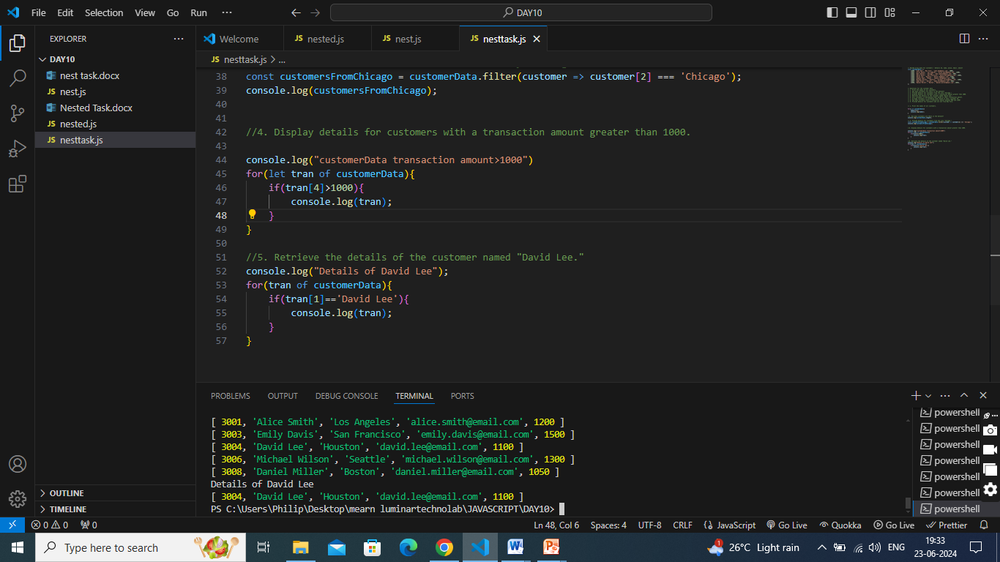 File Edit Selection View Go Run ··· DAY10
EXPLORER ···
DAY10
nest task.docx
JS nest.js
Nested Task.docx
JS nested.js
JS nesttask.js
OUTLINE
TIMELINE
Welcome JS nested.js JS nest.js JS nesttask.js
JS nesttask.js > ...
38 const customersFromChicago = customerData.filter(customer => customer[2] === 'Chicago');
39 console.log(customersFromChicago);
40
41
42 //4. Display details for customers with a transaction amount greater than 1000.
43
44 console.log("customerData transaction amount>1000")
45 for(let tran of customerData){
46 if(tran[4]>1000){
47 console.log(tran);
48 }
49 }
50
51 //5. Retrieve the details of the customer named "David Lee."
52 console.log("Details of David Lee");
53 for(tran of customerData){
54 if(tran[1]=='David Lee'){
55 console.log(tran);
56 }
57 }
PROBLEMS OUTPUT DEBUG CONSOLE TERMINAL PORTS
[ 3001, 'Alice Smith', 'Los Angeles', 'alice.smith@email.com', 1200 ]
[ 3003, 'Emily Davis', 'San Francisco', 'emily.davis@email.com', 1500 ]
[ 3004, 'David Lee', 'Houston', 'david.lee@email.com', 1100 ]
[ 3006, 'Michael Wilson', 'Seattle', 'michael.wilson@email.com', 1300 ]
[ 3008, 'Daniel Miller', 'Boston', 'daniel.miller@email.com', 1050 ]
Details of David Lee
[ 3004, 'David Lee', 'Houston', 'david.lee@email.com', 1100 ]
PS C:\Users\Philip\Desktop\mearn luminartechnolab\JAVASCRIPT\DAY10>
powershell
powershell
powershell
powershell
powershell
powershell
powershell
0 0 0 Ln 48, Col 6 Spaces: 4 UTF-8 CRLF {} JavaScript Go Live Quokka Go Live Prettier
Type here to search 1 26°C Light rain ENG 19:33
23-06-2024